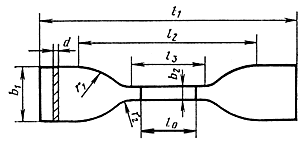 l₁
l₂
d
l₃
b₂
b₁
r₁
r₂
l₀